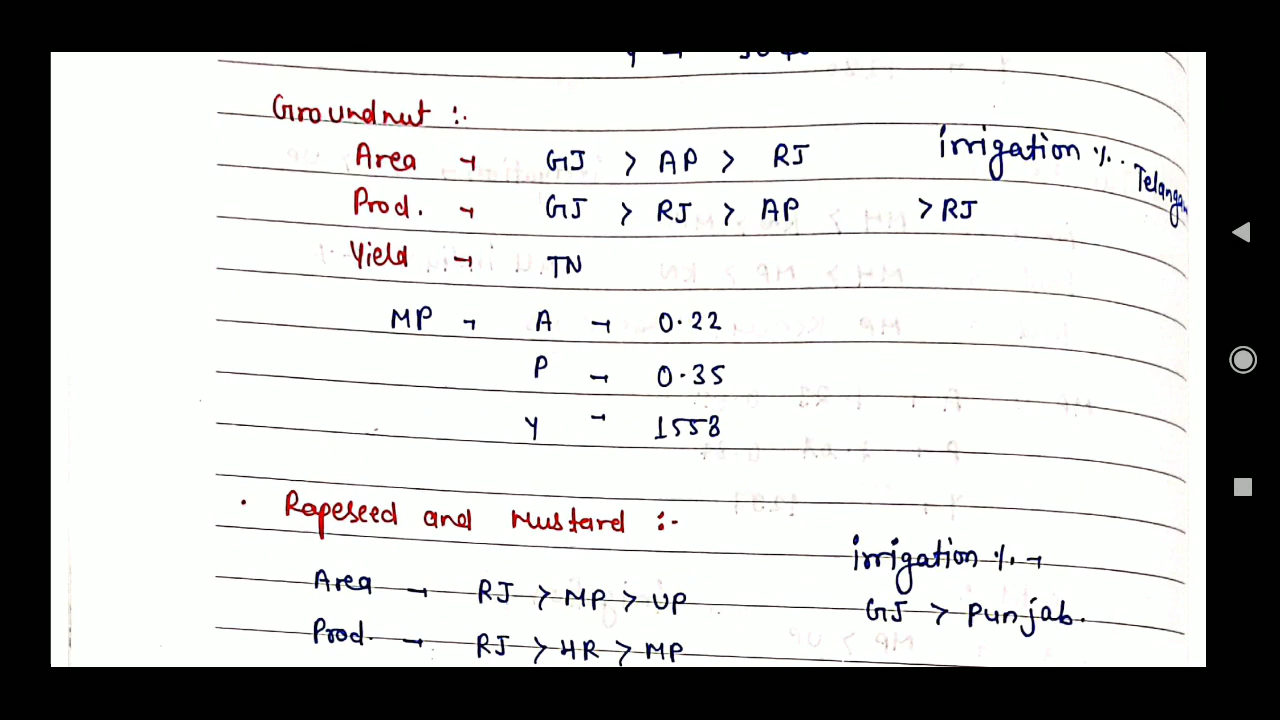 Groundnut :-
Area → GJ > AP > RJ
irrigation %.
Telangan
Prod. → GJ > RJ > AP
> RJ
Yield → TN
MP → A → 0.22
P → 0.35
Y → 1558
· Rapeseed and Mustard :-
irrigation % →
Area → RJ > MP > UP
GJ > Punjab.
Prod. → RJ > HR > MP